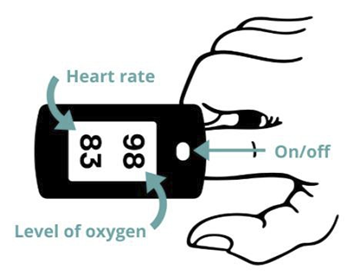 Heart rate
98
83
On/off
Level of oxygen